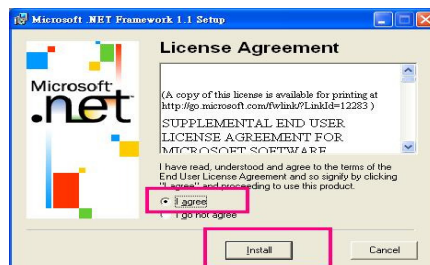 Microsoft .NET Framework 1.1 Setup
License Agreement
Microsoft
.net
(A copy of this license is available for printing at
http://go.microsoft.com/fwlink/?LinkId=12283 )
SUPPLEMENTAL END USER
LICENSE AGREEMENT FOR
MICROSOFT SOFTWARE
I have read, understood and agree to the terms of the
End User License Agreement and so signify by clicking
"I agree" and proceeding to use this product.
I agree
I do not agree
Install
Cancel